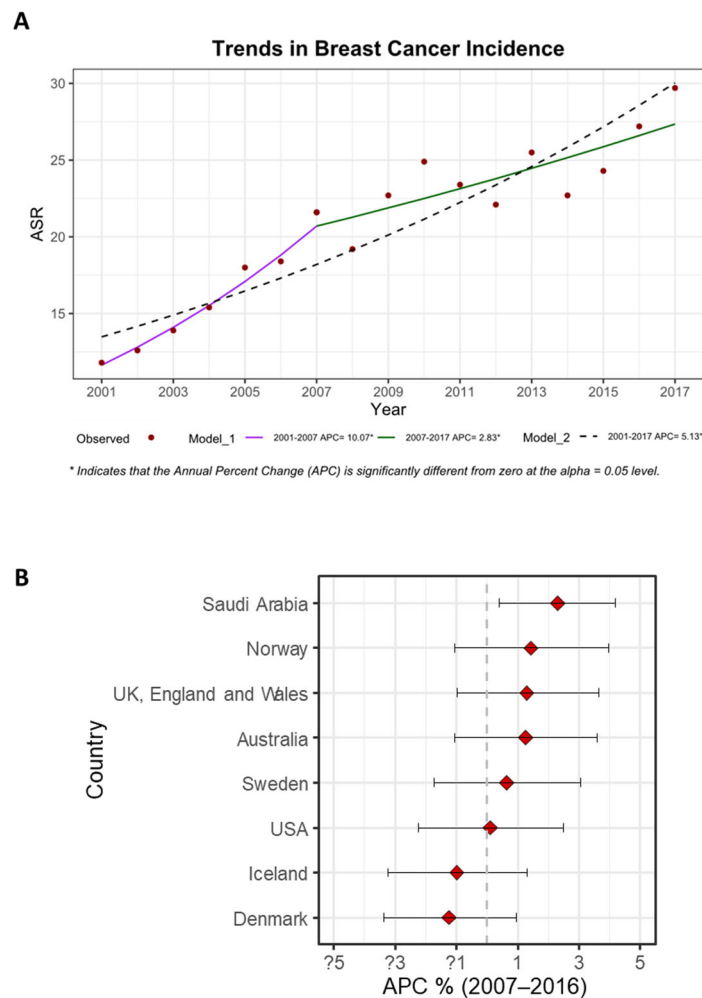 A
Trends in Breast Cancer Incidence
30
25
20
15
ASR
2001 2003 2005 2007 2009 2011 2013 2015 2017
Year
Observed Model_1 2001-2007 APC= 10.07* 2007-2017 APC= 2.83* Model_2 2001-2017 APC= 5.13*
* Indicates that the Annual Percent Change (APC) is significantly different from zero at the alpha = 0.05 level.
B
Country
Saudi Arabia
Norway
UK, England and Wales
Australia
Sweden
USA
Iceland
Denmark
?5 ?3 ?1 1 3 5
APC % (2007–2016)